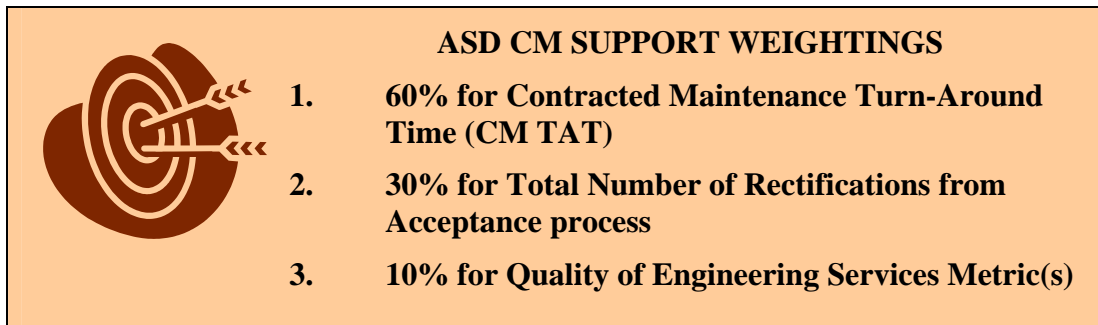 ASD CM SUPPORT WEIGHTINGS
1. 60% for Contracted Maintenance Turn-Around
Time (CM TAT)
2. 30% for Total Number of Rectifications from
Acceptance process
3. 10% for Quality of Engineering Services Metric(s)